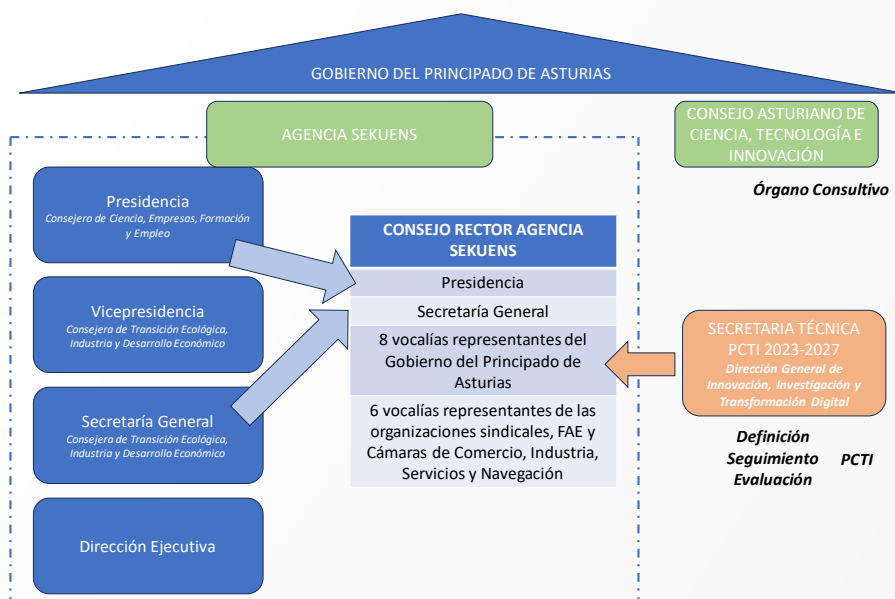 GOBIERNO DEL PRINCIPADO DE ASTURIAS
AGENCIA SEKUENS
CONSEJO ASTURIANO DE
CIENCIA, TECNOLOGÍA E
INNOVACIÓN
Órgano Consultivo
Presidencia
Consejero de Ciencia, Empresas, Formación
y Empleo
Vicepresidencia
Consejera de Transición Ecológica,
Industria y Desarrollo Económico
Secretaría General
Consejera de Transición Ecológica,
Industria y Desarrollo Económico
Dirección Ejecutiva
CONSEJO RECTOR AGENCIA
SEKUENS
Presidencia
Secretaría General
8 vocalías representantes del
Gobierno del Principado de
Asturias
6 vocalías representantes de las
organizaciones sindicales, FAE y
Cámaras de Comercio, Industria,
Servicios y Navegación
SECRETARIA TÉCNICA
PCTI 2023-2027
Dirección General de
Innovación, Investigación y
Transformación Digital
Definición
Seguimiento PCTI
Evaluación